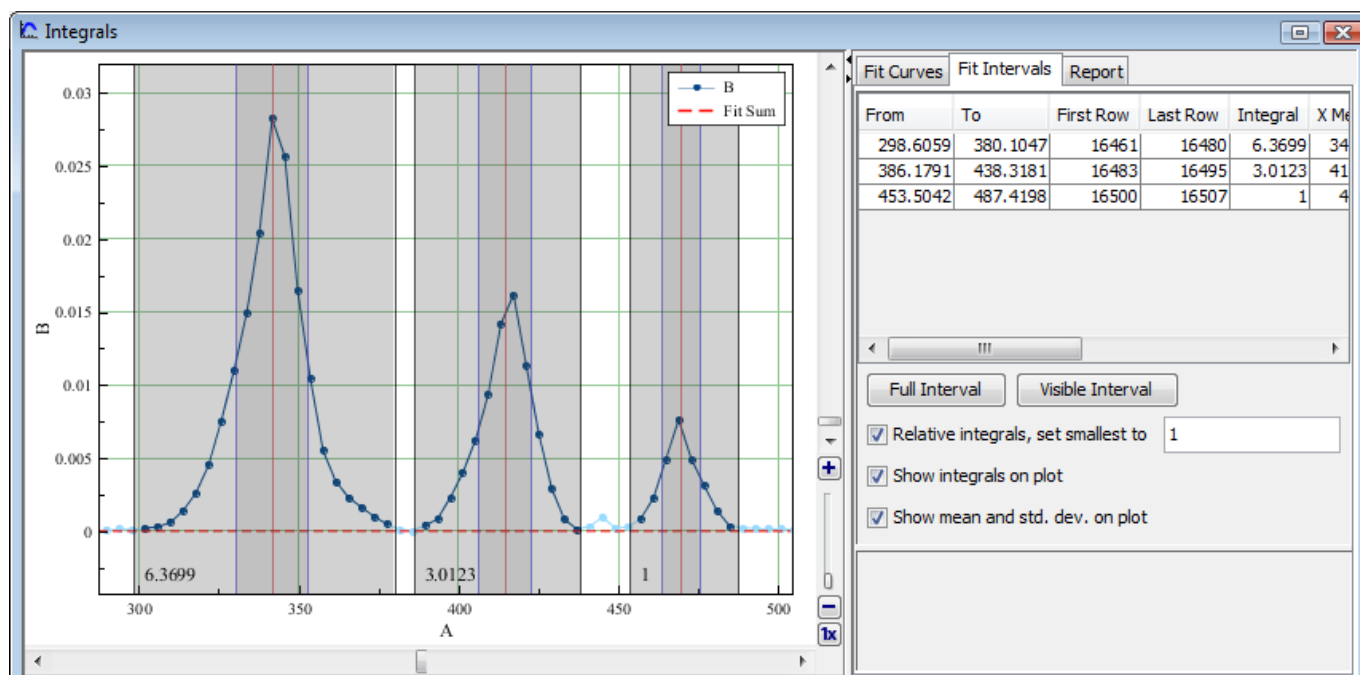 Integrals
B
Fit Sum
0.03
0.025
0.02
0.015
0.01
0.005
0
B
6.3699
3.0123
1
300
350
400
450
500
A
1x
Fit Curves
Fit Intervals
Report
From To First Row Last Row Integral X Me
298.6059 380.1047 16461 16480 6.3699 34
386.1791 438.3181 16483 16495 3.0123 41
453.5042 487.4198 16500 16507 1 4
Full Interval
Visible Interval
Relative integrals, set smallest to 1
Show integrals on plot
Show mean and std. dev. on plot